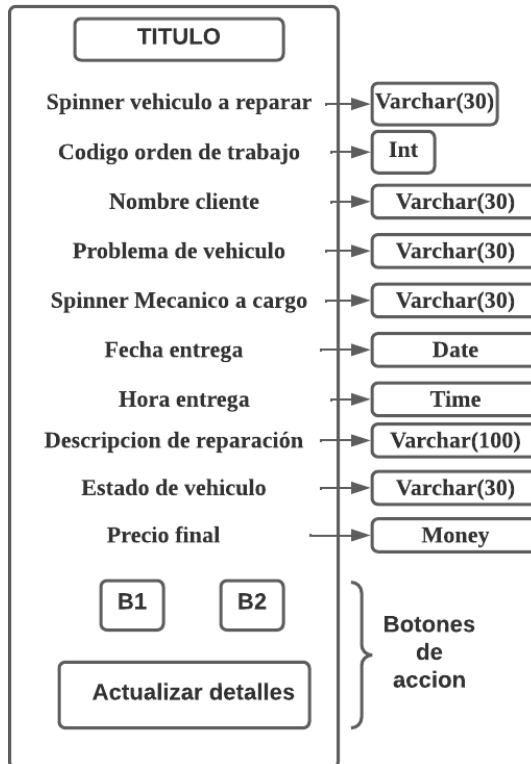 TITULO
Spinner vehiculo a reparar Varchar(30)
Codigo orden de trabajo Int
Nombre cliente Varchar(30)
Problema de vehiculo Varchar(30)
Spinner Mecanico a cargo Varchar(30)
Fecha entrega Date
Hora entrega Time
Descripcion de reparación Varchar(100)
Estado de vehiculo Varchar(30)
Precio final Money
B1 B2
Botones
de
accion
Actualizar detalles